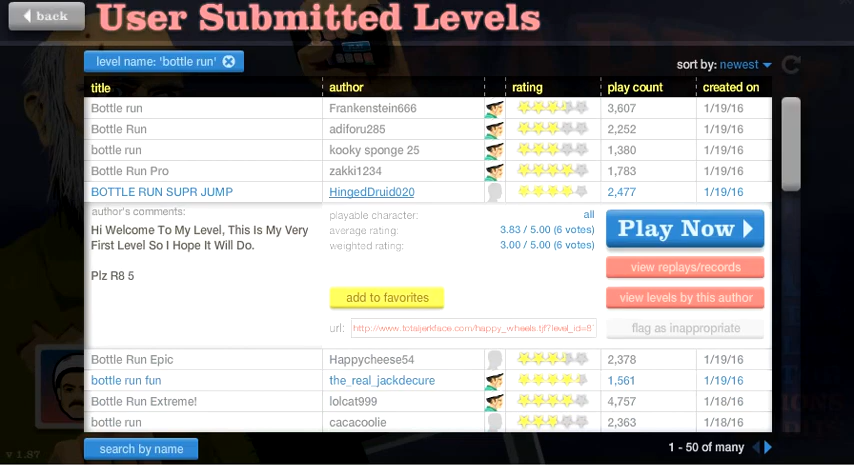 back
User Submitted Levels
level name: 'bottle run'
sort by: newest
title author rating play count created on
Bottle run Frankenstein666 3,607 1/19/16
Bottle Run adiforu285 2,252 1/19/16
bottle run kooky sponge 25 1,380 1/19/16
Bottle Run Pro zakki1234 1,783 1/19/16
BOTTLE RUN SUPR JUMP HingedDruid020 2,477 1/19/16
author's comments:
Hi Welcome To My Level, This Is My Very
First Level So I Hope It Will Do.
Plz R8 5
playable character: all
average rating: 3.83 / 5.00 (6 votes)
weighted rating: 3.00 / 5.00 (6 votes)
add to favorites
url: http://www.totaljerkface.com/happy_wheels.tjf?level_id=8
Play Now
view replays/records
view levels by this author
flag as inappropriate
Bottle Run Epic Happycheese54 2,378 1/19/16
bottle run fun the_real_jackdecure 1,561 1/19/16
Bottle Run Extreme! lolcat999 4,757 1/18/16
bottle run cacacoolie 2,363 1/18/16
search by name
1 - 50 of many
v 1.87